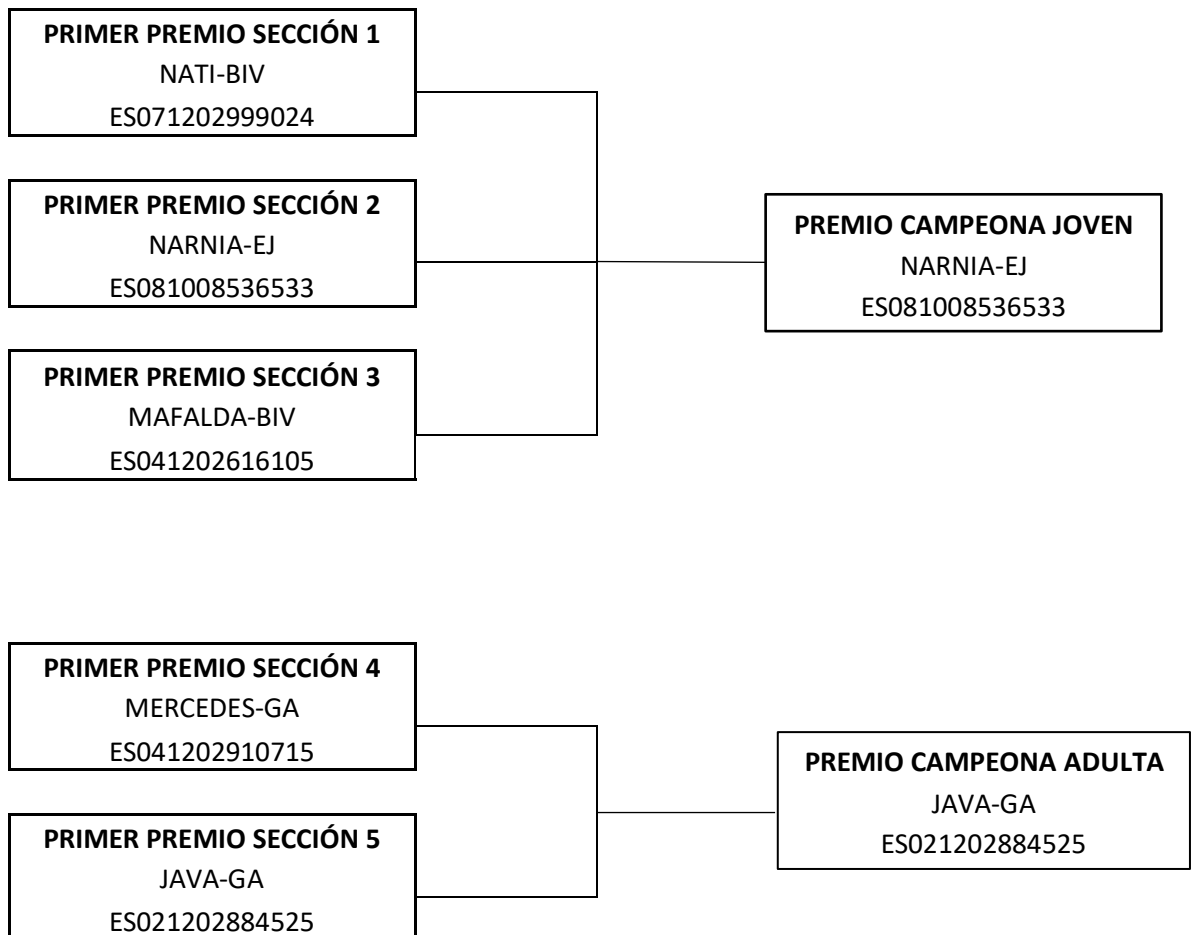 PRIMER PREMIO SECCIÓN 1
NATI-BIV
ES071202999024
PRIMER PREMIO SECCIÓN 2
NARNIA-EJ
ES081008536533
PRIMER PREMIO SECCIÓN 3
MAFALDA-BIV
ES041202616105
PREMIO CAMPEONA JOVEN
NARNIA-EJ
ES081008536533
PRIMER PREMIO SECCIÓN 4
MERCEDES-GA
ES041202910715
PRIMER PREMIO SECCIÓN 5
JAVA-GA
ES021202884525
PREMIO CAMPEONA ADULTA
JAVA-GA
ES021202884525